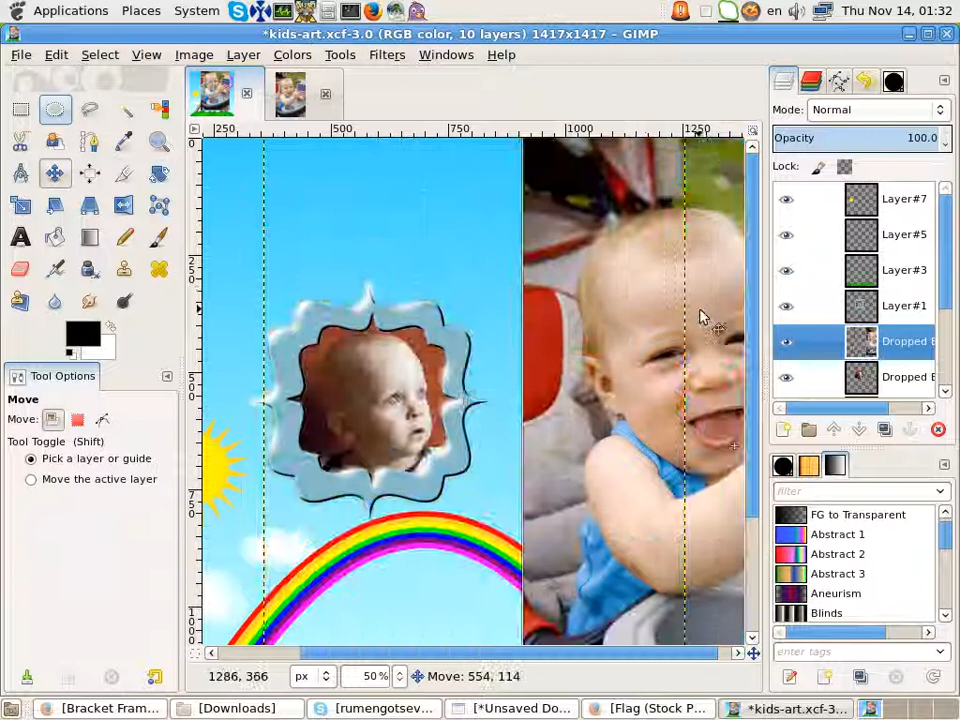 Applications Places System en Thu Nov 14, 01:32
*kids-art.xcf-3.0 (RGB color, 10 layers) 1417x1417 – GIMP
File Edit Select View Image Layer Colors Tools Filters Windows Help
Mode: Normal
Opacity 100.0
Lock:
250 500 750 1000 1250
Layer#7
Layer#5
Layer#3
Layer#1
Dropped B
Dropped B
Tool Options
Move
Move:
Tool Toggle (Shift)
Pick a layer or guide
Move the active layer
filter
FG to Transparent
Abstract 1
Abstract 2
Abstract 3
Aneurism
Blinds
enter tags
1286, 366 px 50 % Move: 554, 114
[Bracket Fram... [Downloads] [rumengotsev... [*Unsaved Do... [Flag (Stock P... *kids-art.xcf-3...